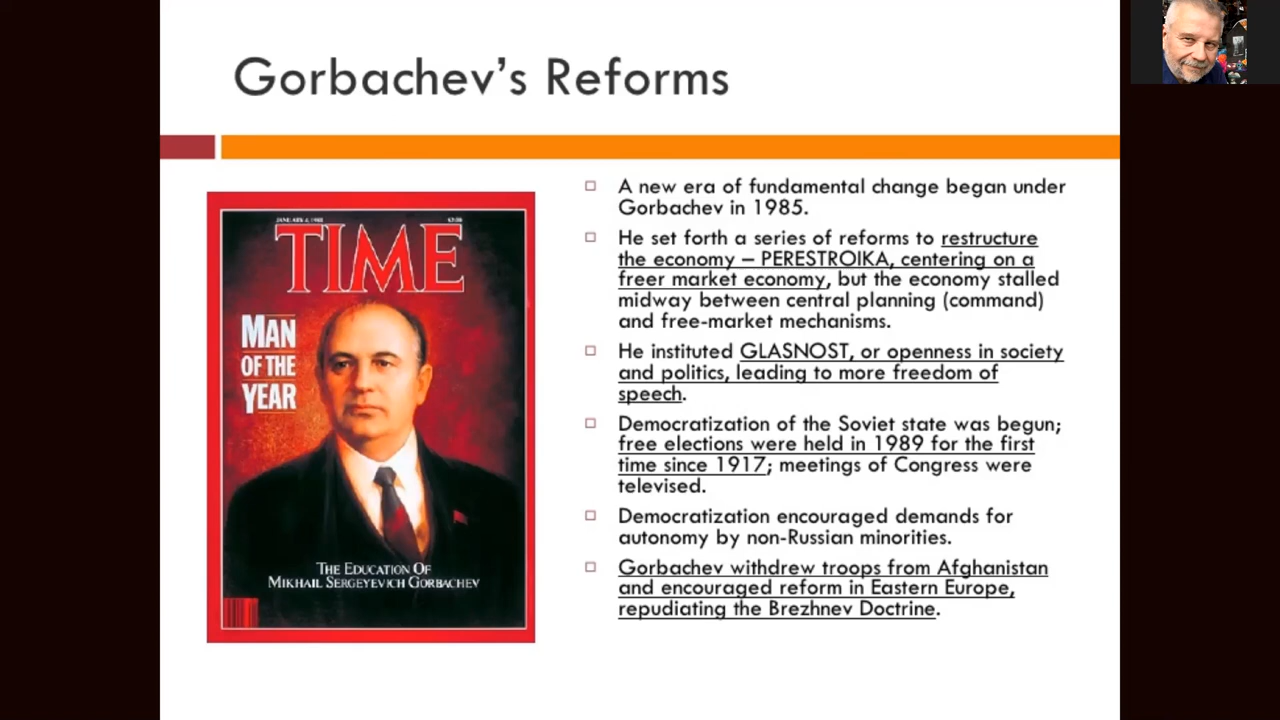 Gorbachev’s Reforms
JANUARY 4, 1988
TIME
MAN
OF THE
YEAR
THE EDUCATION OF
MIKHAIL SERGEYEVICH GORBACHEV
A new era of fundamental change began under
Gorbachev in 1985.
He set forth a series of reforms to restructure
the economy – PERESTROIKA, centering on a
freer market economy, but the economy stalled
midway between central planning (command)
and free-market mechanisms.
He instituted GLASNOST, or openness in society
and politics, leading to more freedom of
speech.
Democratization of the Soviet state was begun;
free elections were held in 1989 for the first
time since 1917; meetings of Congress were
televised.
Democratization encouraged demands for
autonomy by non-Russian minorities.
Gorbachev withdrew troops from Afghanistan
and encouraged reform in Eastern Europe,
repudiating the Brezhnev Doctrine.